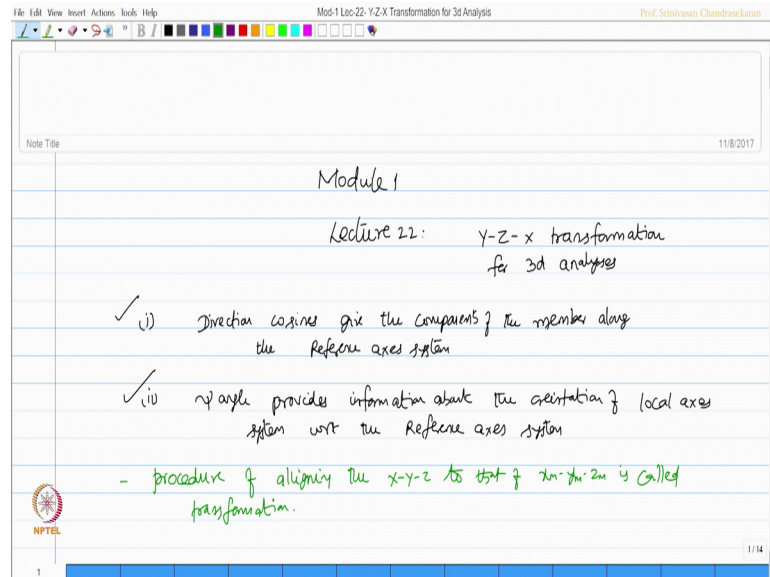 File Edit View Insert Actions Tools Help
Mod-1 Lec-22- Y-Z-X Transformation for 3d Analysis
Prof. Srinivasan Chandrasekaran
B I
Note Title
11/8/2017
Module 1
Lecture 22: Y-Z-X transformation
for 3d analyses
(i) Direction cosines give the components of the member along
the Reference axes system
(ii) ψ angle provides information about the orientation of local axes
system wrt the Reference axes system
- procedure of aligning the x-y-z to that of xm-ym-zm is called
transformation.
NPTEL
1/14
1